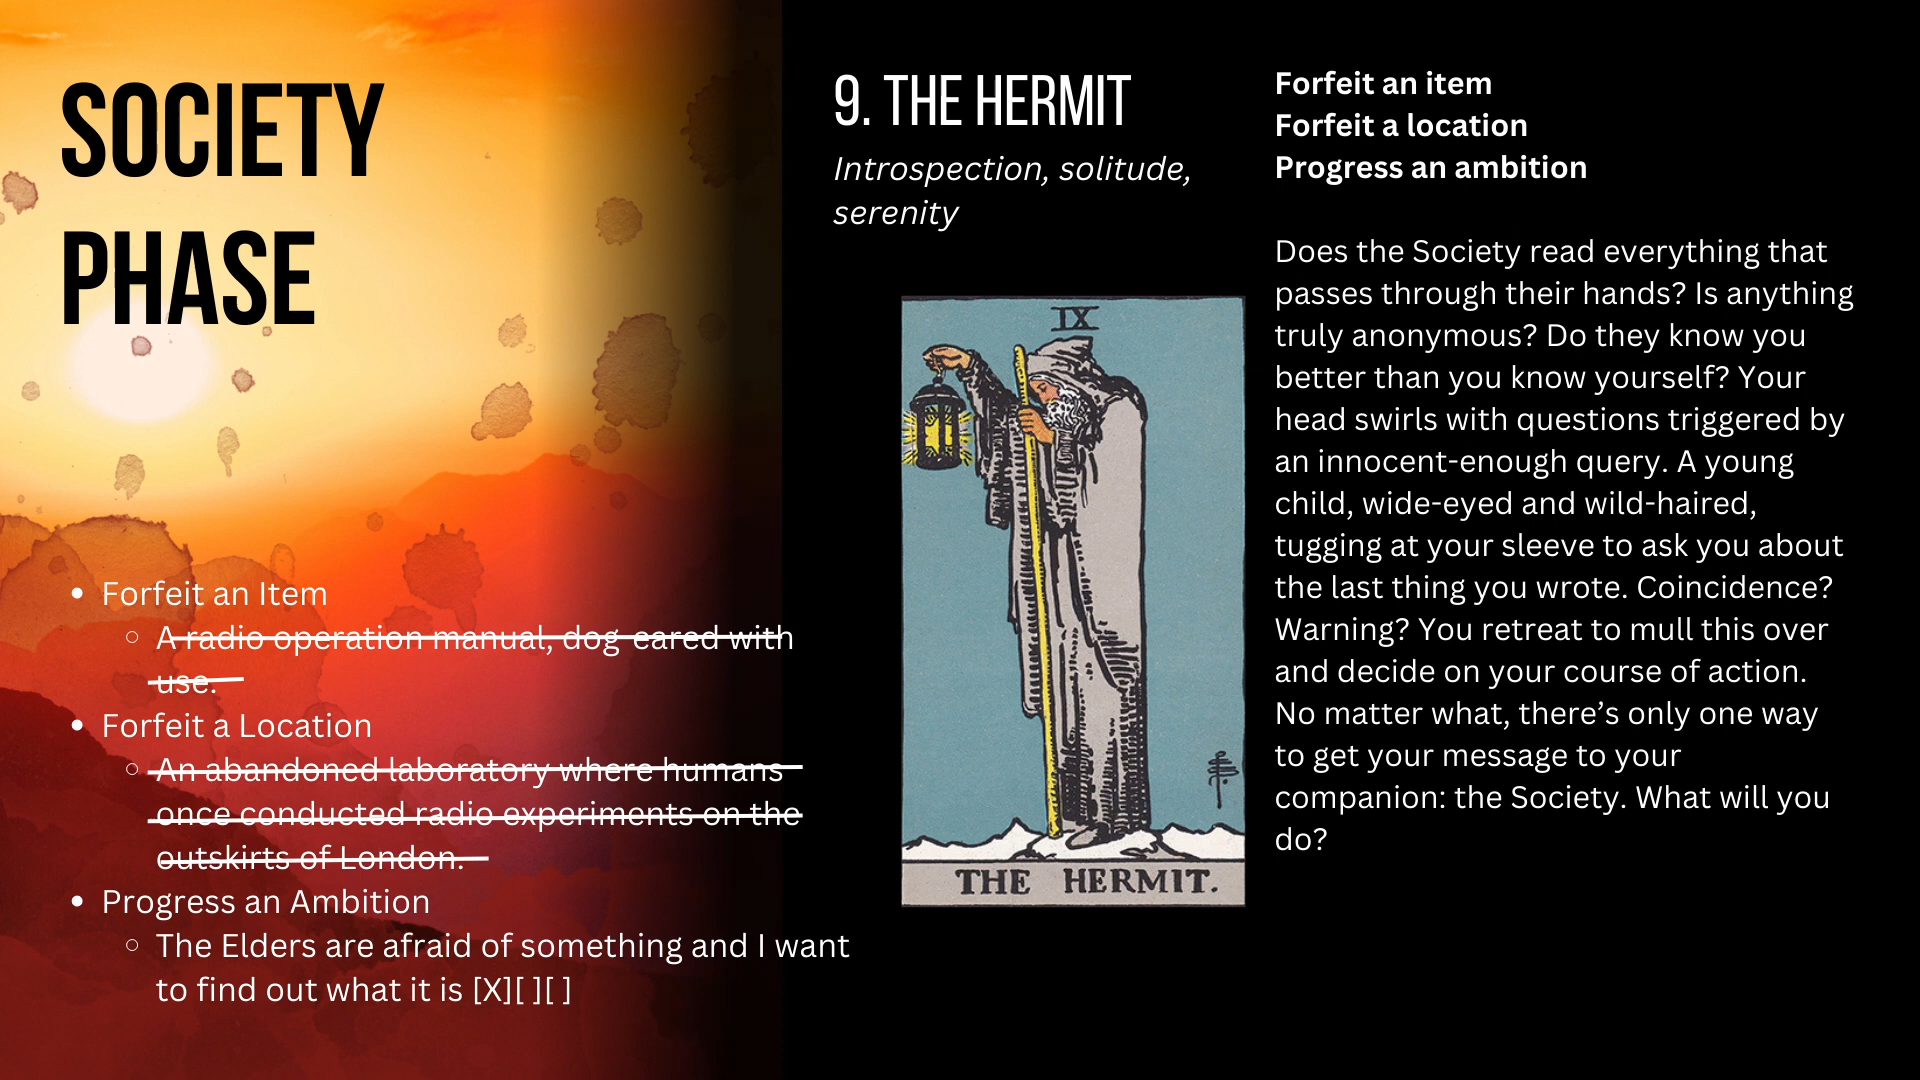 SOCIETY
PHASE
Forfeit an Item
A radio operation manual, dog-eared with
use.
Forfeit a Location
An abandoned laboratory where humans
once conducted radio experiments on the
outskirts of London.
Progress an Ambition
The Elders are afraid of something and I want
to find out what it is [X][ ][ ]
9. THE HERMIT
Introspection, solitude,
serenity
IX
THE HERMIT.
Forfeit an item
Forfeit a location
Progress an ambition
Does the Society read everything that
passes through their hands? Is anything
truly anonymous? Do they know you
better than you know yourself? Your
head swirls with questions triggered by
an innocent-enough query. A young
child, wide-eyed and wild-haired,
tugging at your sleeve to ask you about
the last thing you wrote. Coincidence?
Warning? You retreat to mull this over
and decide on your course of action.
No matter what, there’s only one way
to get your message to your
companion: the Society. What will you
do?